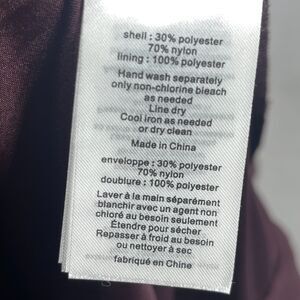 shell : 30% polyester
70% nylon
lining : 100% polyester
Hand wash separately
only non-chlorine bleach
as needed
Line dry
Cool iron as needed
or dry clean
Made in China
enveloppe : 30% polyester
70% nylon
doublure : 100% polyester
Laver à la main séparément
blanchir avec un agent non
chloré au besoin seulement
Étendre pour sécher
Repasser à froid au besoin
ou nettoyer à sec
fabriqué en Chine